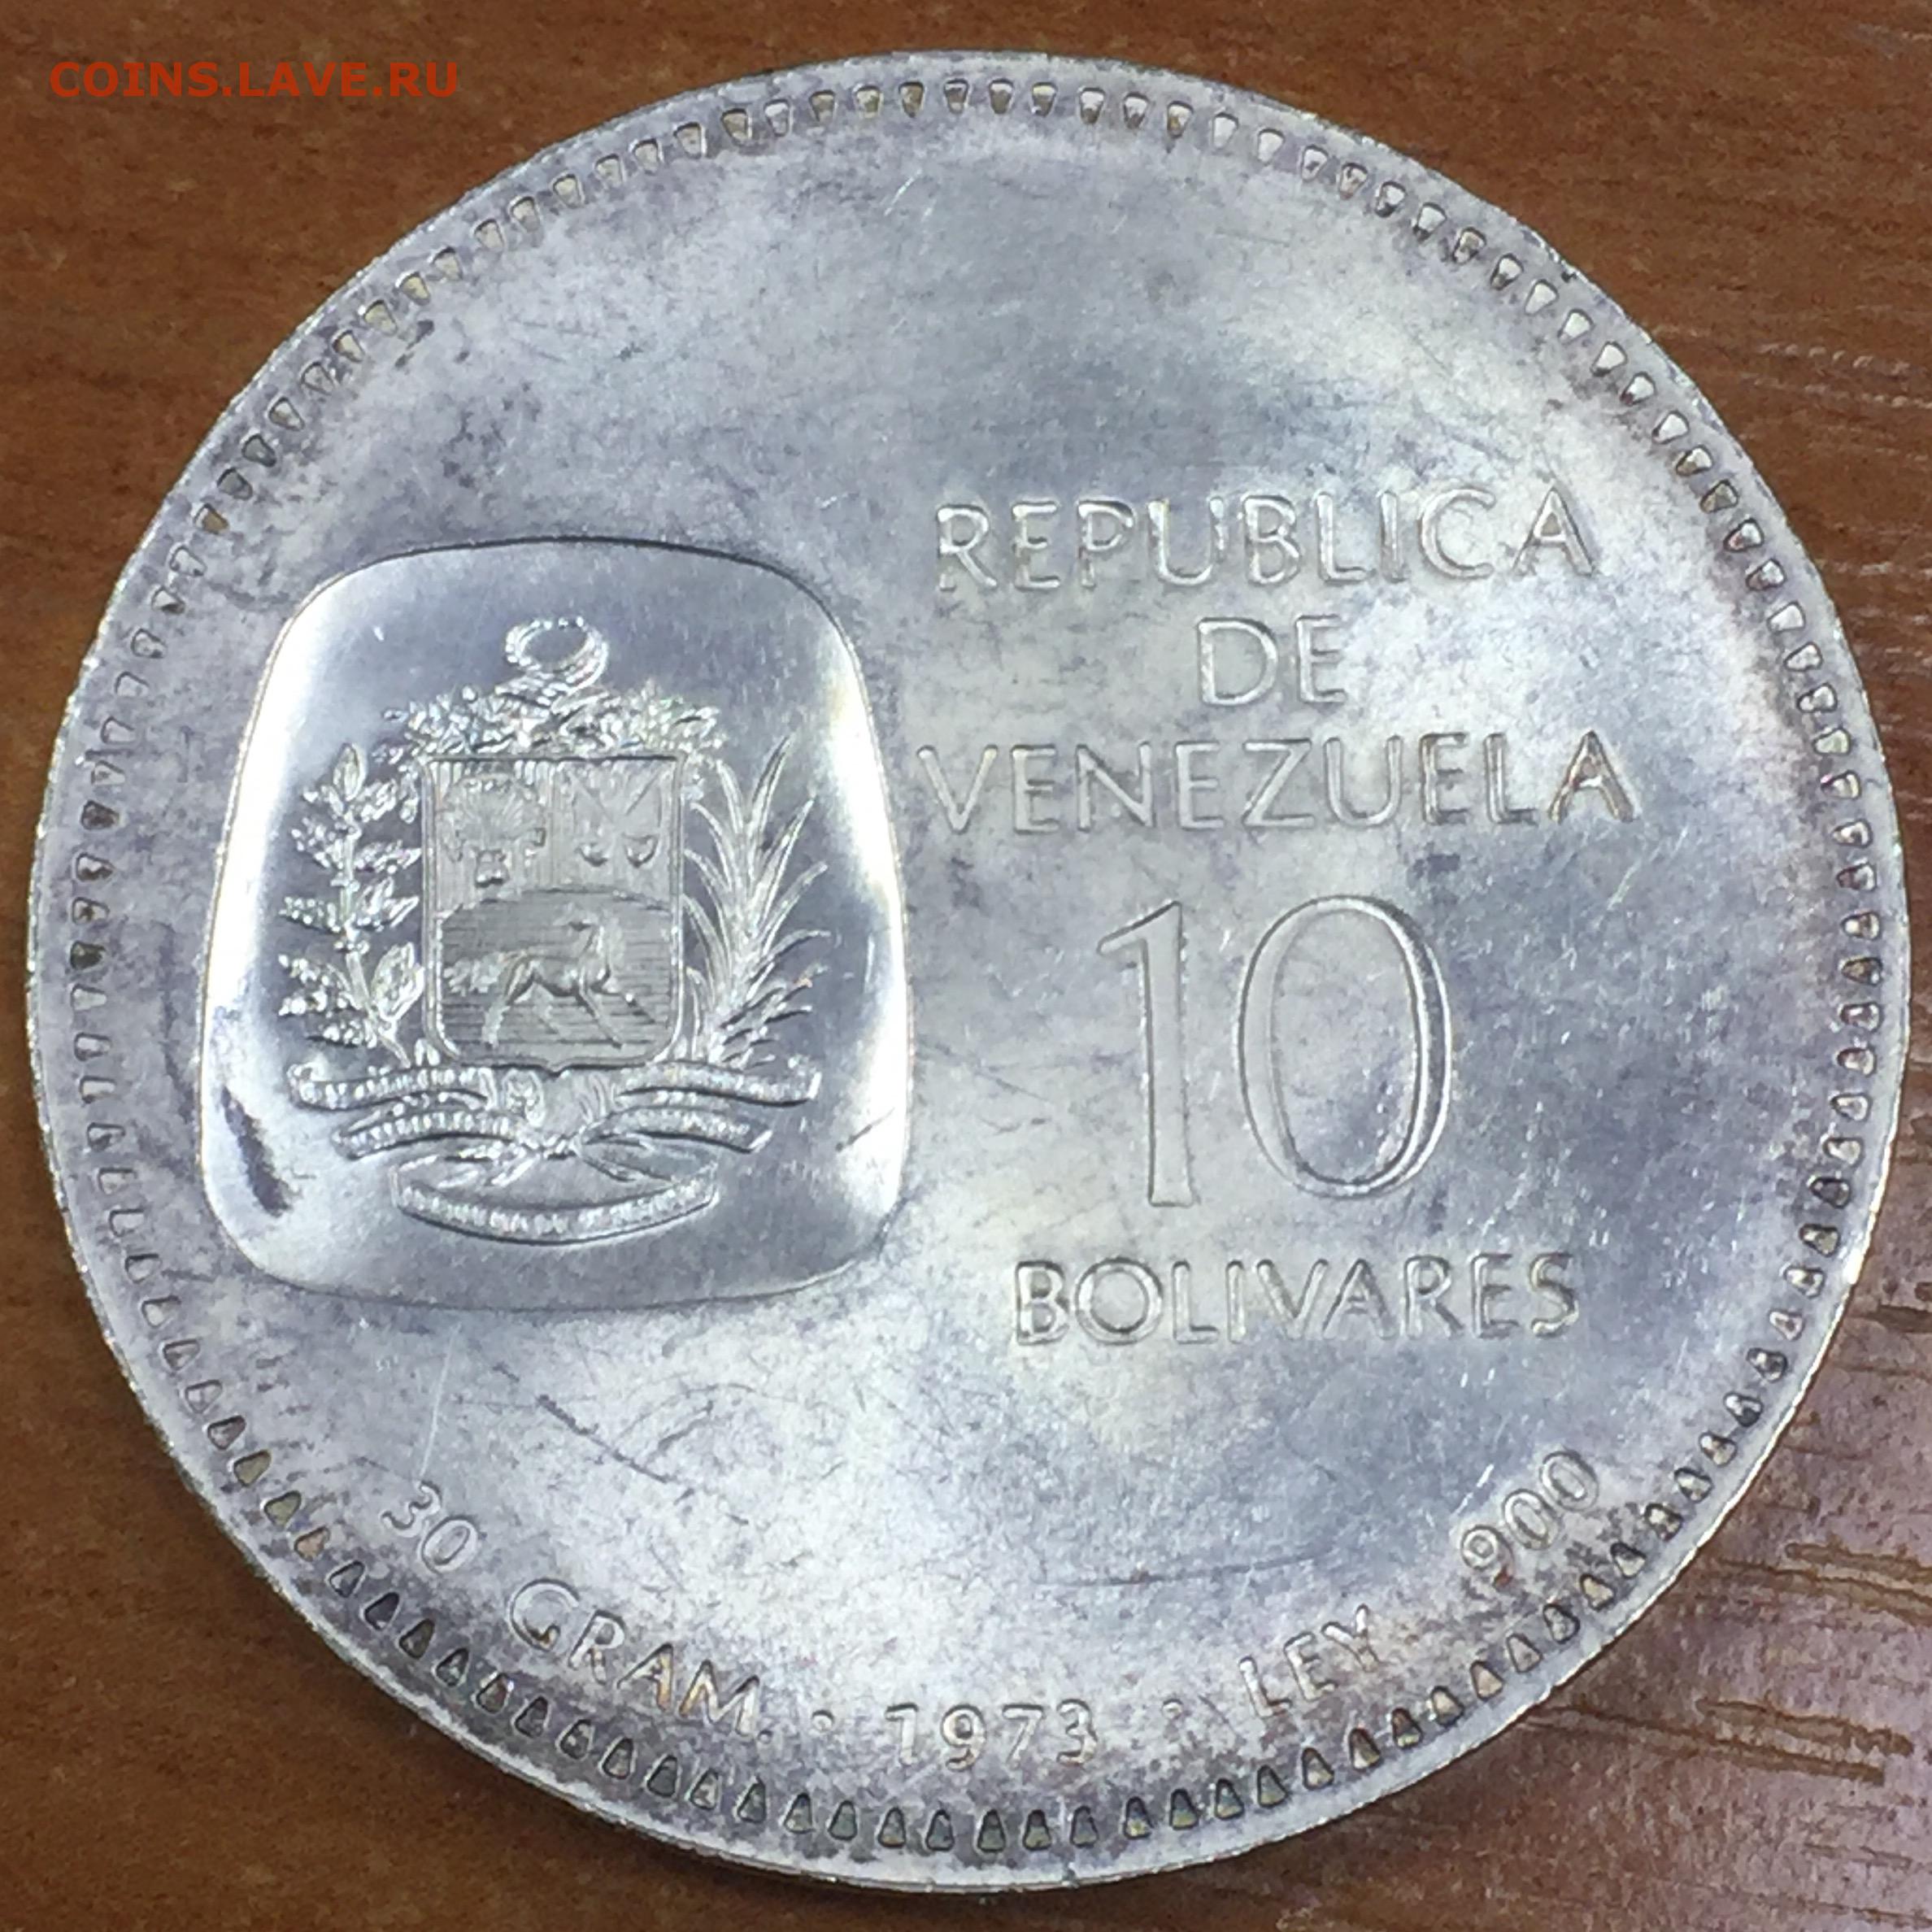 COINS.LAVE.RU
REPUBLICA
DE
VENEZUELA
10
BOLIVARES
30 GRAM. · 1973 · LEY 900